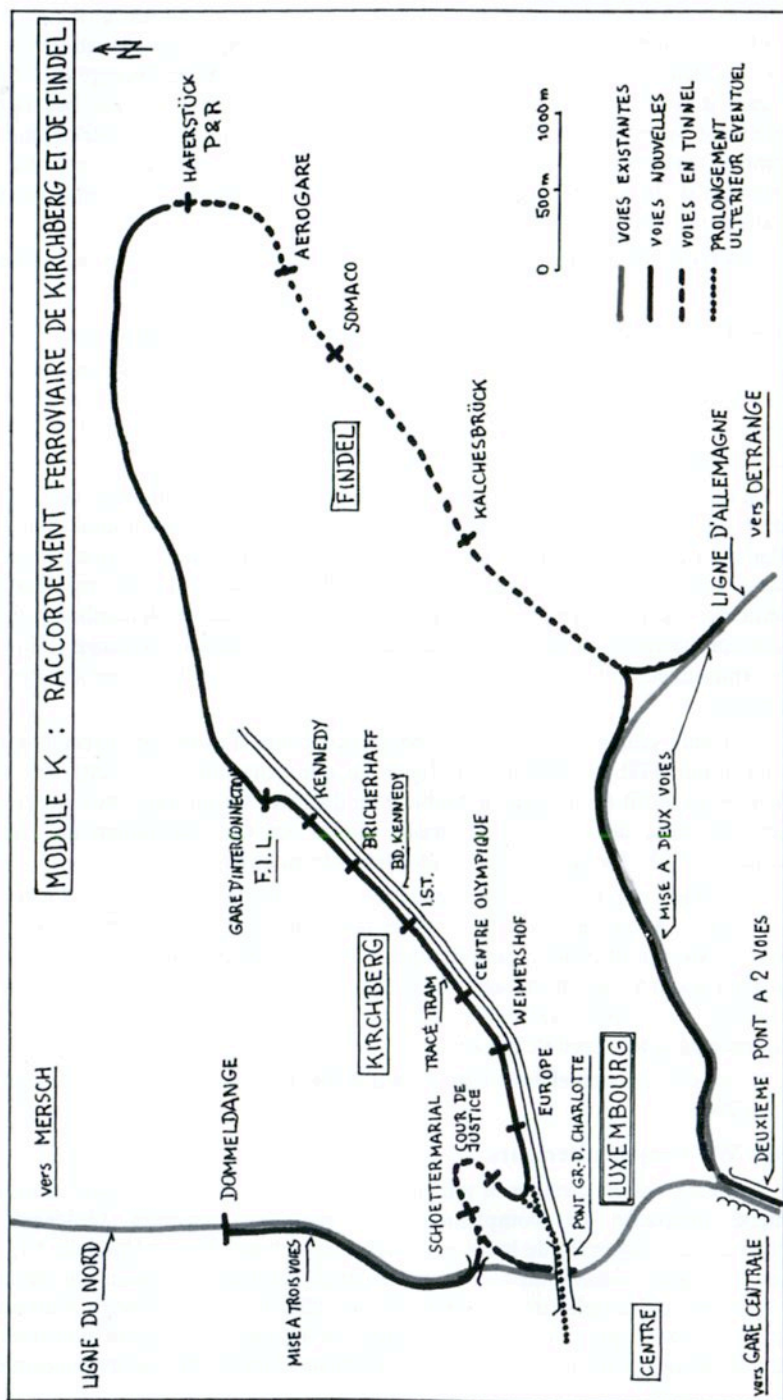 MODULE K : RACCORDEMENT FERROVIAIRE DE KIRCHBERG ET DE FINDEL
N
vers MERSCH
LIGNE DU NORD
DOMMELDANGE
MISE A TROIS VOIES
GARE D'INTERCONNECTION
F.I.L.
KENNEDY
BRICHERHAFF
BD. KENNEDY
I.S.T.
KIRCHBERG
TRACÉ TRAM
CENTRE OLYMPIQUE
WEIMERSHOF
SCHOETTERMARIAL
COUR DE
JUSTICE
EUROPE
PONT GR.-D. CHARLOTTE
LUXEMBOURG
CENTRE
HAFERSTÜCK
P&R
AEROGARE
SOMACO
FINDEL
KALCHESBRÜCK
LIGNE D'ALLEMAGNE
vers OETRANGE
MISE A DEUX VOIES
DEUXIEME PONT A 2 VOIES
vers GARE CENTRALE
0 500m 1000m
VOIES EXISTANTES
VOIES NOUVELLES
VOIES EN TUNNEL
PROLONGEMENT
ULTERIEUR EVENTUEL